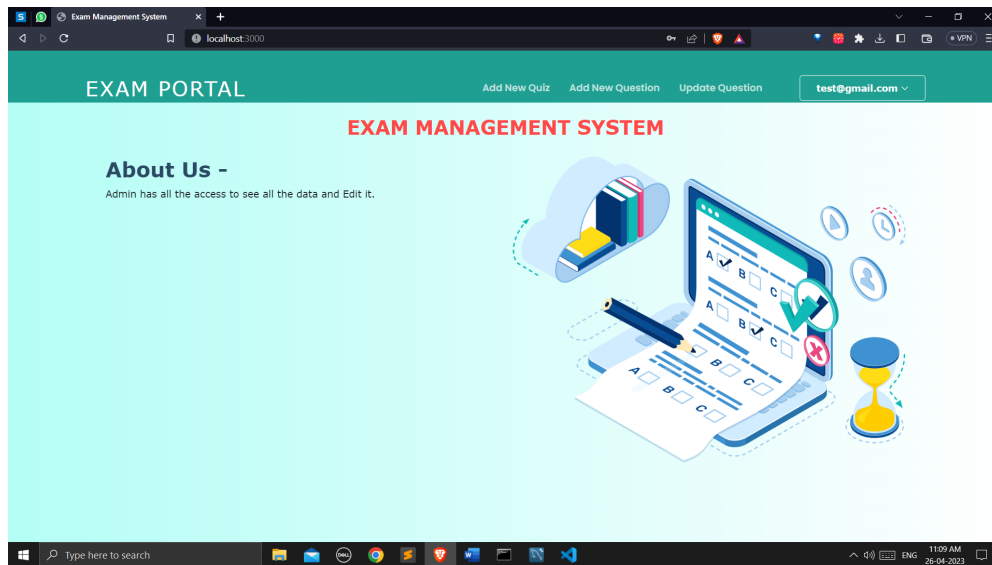 Exam Management System
localhost:3000
VPN
EXAM PORTAL
Add New Quiz Add New Question Update Question test@gmail.com
EXAM MANAGEMENT SYSTEM
About Us -
Admin has all the access to see all the data and Edit it.
A B C
A B C
B C
A B C
Type here to search
DELL
ENG
11:09 AM
26-04-2023